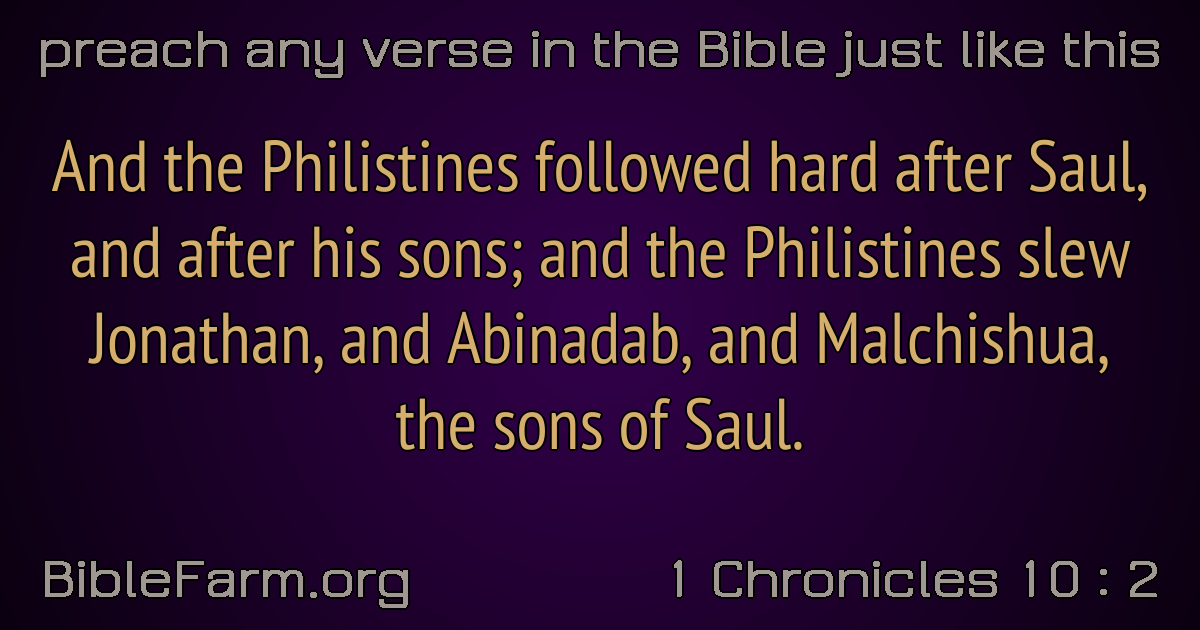 preach any verse in the Bible just like this
And the Philistines followed hard after Saul,
and after his sons; and the Philistines slew
Jonathan, and Abinadab, and Malchishua,
the sons of Saul.
BibleFarm.org
1 Chronicles 10 : 2